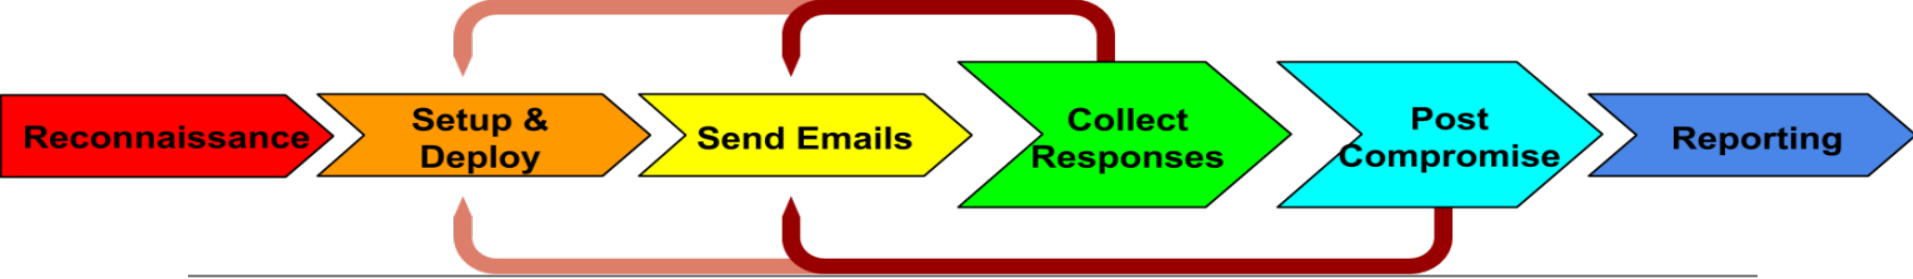 Reconnaissance
Setup &
Deploy
Send Emails
Collect
Responses
Post
Compromise
Reporting